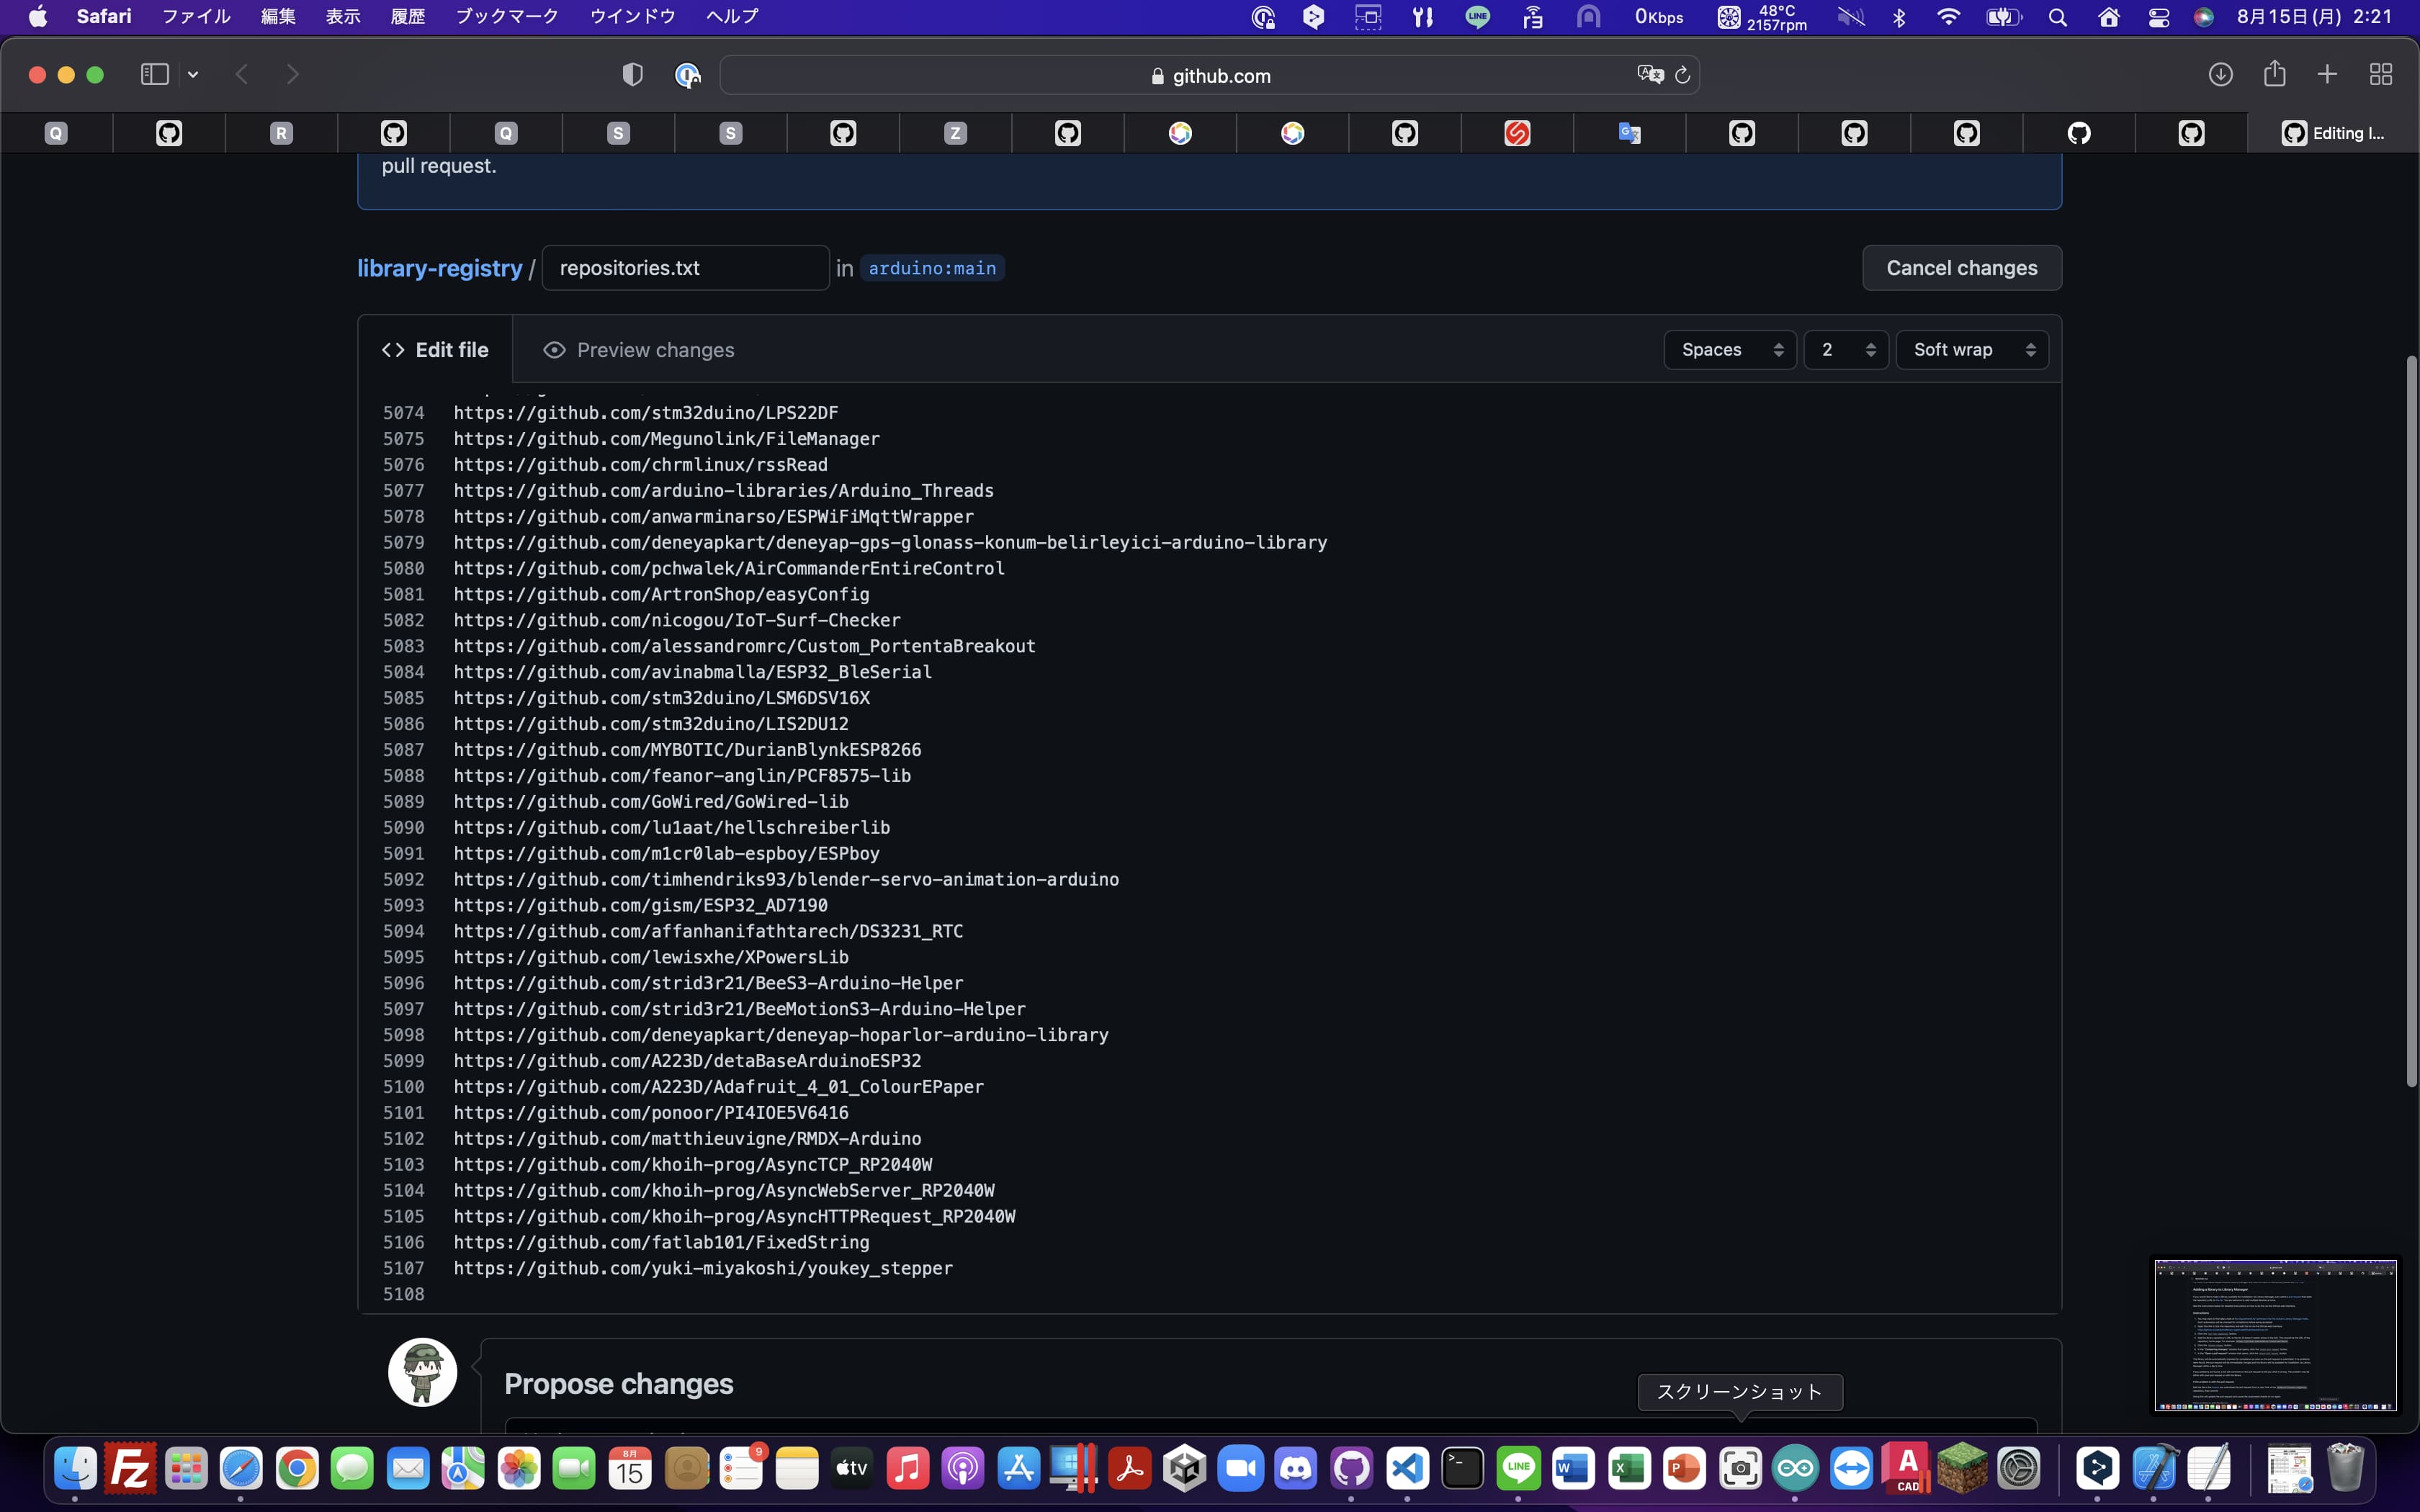 Safari ファイル 編集 表示 履歴 ブックマーク ウインドウ ヘルプ LINE 0Kbps 48°C 2157rpm 8月15日(月) 2:21
github.com
Q R Q S S Z Editing l...
pull request.
library-registry / repositories.txt in arduino:main Cancel changes
Edit file Preview changes Spaces 2 Soft wrap
5074 https://github.com/stm32duino/LPS22DF
5075 https://github.com/Megunolink/FileManager
5076 https://github.com/chrmlinux/rssRead
5077 https://github.com/arduino-libraries/Arduino_Threads
5078 https://github.com/anwarminarso/ESPWiFiMqttWrapper
5079 https://github.com/deneyapkart/deneyap-gps-glonass-konum-belirleyici-arduino-library
5080 https://github.com/pchwalek/AirCommanderEntireControl
5081 https://github.com/ArtronShop/easyConfig
5082 https://github.com/nicogou/IoT-Surf-Checker
5083 https://github.com/alessandromrc/Custom_PortentaBreakout
5084 https://github.com/avinabmalla/ESP32_BleSerial
5085 https://github.com/stm32duino/LSM6DSV16X
5086 https://github.com/stm32duino/LIS2DU12
5087 https://github.com/MYBOTIC/DurianBlynkESP8266
5088 https://github.com/feanor-anglin/PCF8575-lib
5089 https://github.com/GoWired/GoWired-lib
5090 https://github.com/lu1aat/hellschreiberlib
5091 https://github.com/m1cr0lab-espboy/ESPboy
5092 https://github.com/timhendriks93/blender-servo-animation-arduino
5093 https://github.com/gism/ESP32_AD7190
5094 https://github.com/affanhanifathtarech/DS3231_RTC
5095 https://github.com/lewisxhe/XPowersLib
5096 https://github.com/strid3r21/BeeS3-Arduino-Helper
5097 https://github.com/strid3r21/BeeMotionS3-Arduino-Helper
5098 https://github.com/deneyapkart/deneyap-hoparlor-arduino-library
5099 https://github.com/A223D/detaBaseArduinoESP32
5100 https://github.com/A223D/Adafruit_4_01_ColourEPaper
5101 https://github.com/ponoor/PI4IOE5V6416
5102 https://github.com/matthieuvigne/RMDX-Arduino
5103 https://github.com/khoih-prog/AsyncTCP_RP2040W
5104 https://github.com/khoih-prog/AsyncWebServer_RP2040W
5105 https://github.com/khoih-prog/AsyncHTTPRequest_RP2040W
5106 https://github.com/fatlab101/FixedString
5107 https://github.com/yuki-miyakoshi/youkey_stepper
5108
Propose changes
スクリーンショット
Fz 8月 15 9 tv LINE W X P A CAD